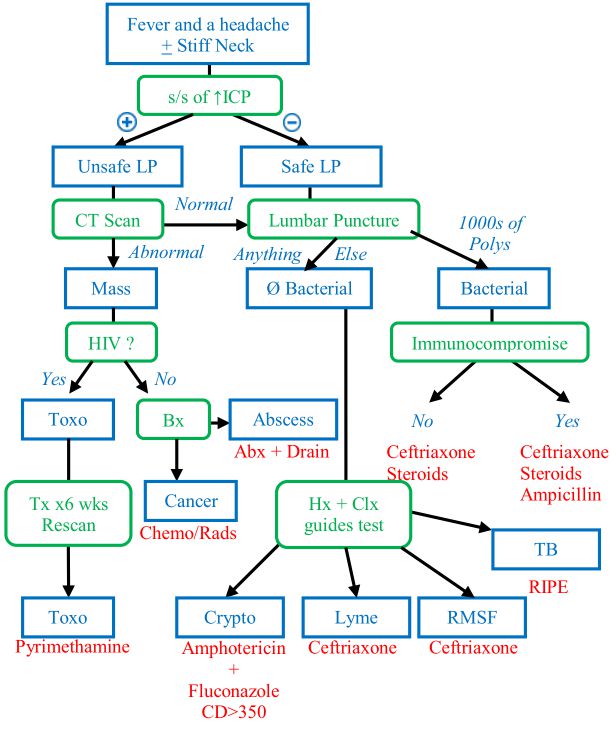 Fever and a headache
± Stiff Neck
s/s of ↑ICP
+
−
Unsafe LP
Safe LP
CT Scan
Normal
Lumbar Puncture
1000s of
Polys
Abnormal
Anything Else
Mass
Ø Bacterial
Bacterial
HIV ?
Immunocompromise
Yes
No
No
Yes
Toxo
Bx
Abscess
Abx + Drain
Ceftriaxone
Steroids
Ceftriaxone
Steroids
Ampicillin
Tx x6 wks
Rescan
Cancer
Chemo/Rads
Hx + Clx
guides test
TB
RIPE
Toxo
Pyrimethamine
Crypto
Amphotericin
+
Fluconazole
CD>350
Lyme
Ceftriaxone
RMSF
Ceftriaxone